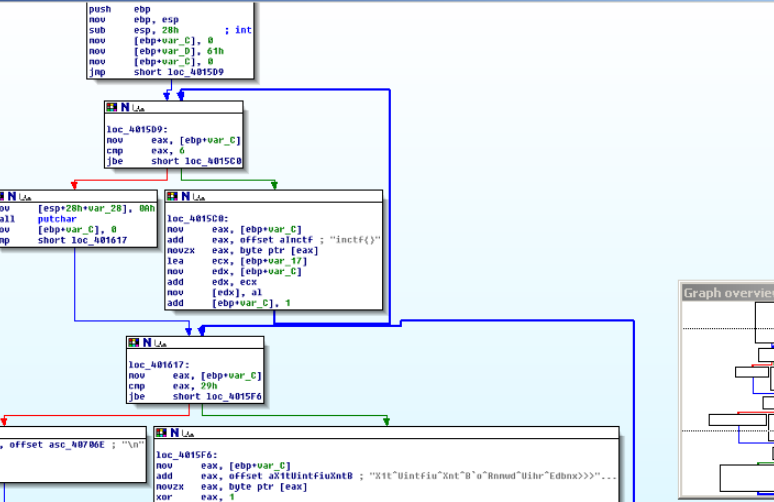 push    ebp
mov     ebp, esp
sub     esp, 28h        ; int
mov     [ebp+var_C], 0
mov     [ebp+var_D], 61h
mov     [ebp+var_C], 0
jmp     short loc_4015D9
loc_4015D9:
mov     eax, [ebp+var_C]
cmp     eax, 6
jbe     short loc_4015C0
ov      [esp+28h+var_28], 0Ah
all     putchar
ov      [ebp+var_C], 0
mp      short loc_401617
loc_4015C0:
mov     eax, [ebp+var_C]
add     eax, offset aInctf ; "inctf{}"
movzx   eax, byte ptr [eax]
lea     ecx, [ebp+var_17]
mov     edx, [ebp+var_C]
add     edx, ecx
mov     [edx], al
add     [ebp+var_C], 1
Graph overview
loc_401617:
mov     eax, [ebp+var_C]
cmp     eax, 29h
jbe     short loc_4015F6
, offset asc_40706E ; "\n"
loc_4015F6:
mov     eax, [ebp+var_C]
add     eax, offset aX1tUintfiuXntB ; "X1t^Uintfiu^Xnt^B`o^Rnmwd^Uihr^Edbnx>>>"...
movzx   eax, byte ptr [eax]
xor     eax, 1